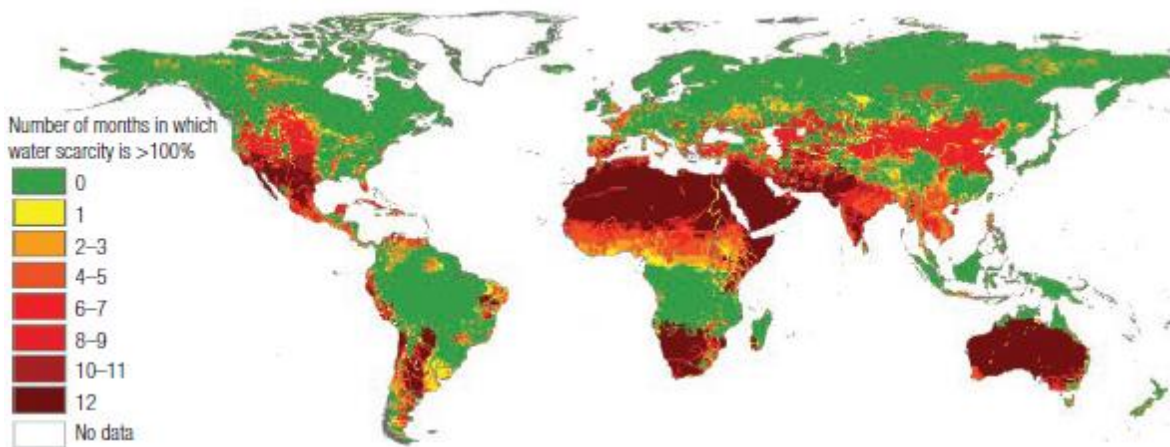 Number of months in which
water scarcity is >100%
0
1
2–3
4–5
6–7
8–9
10–11
12
No data